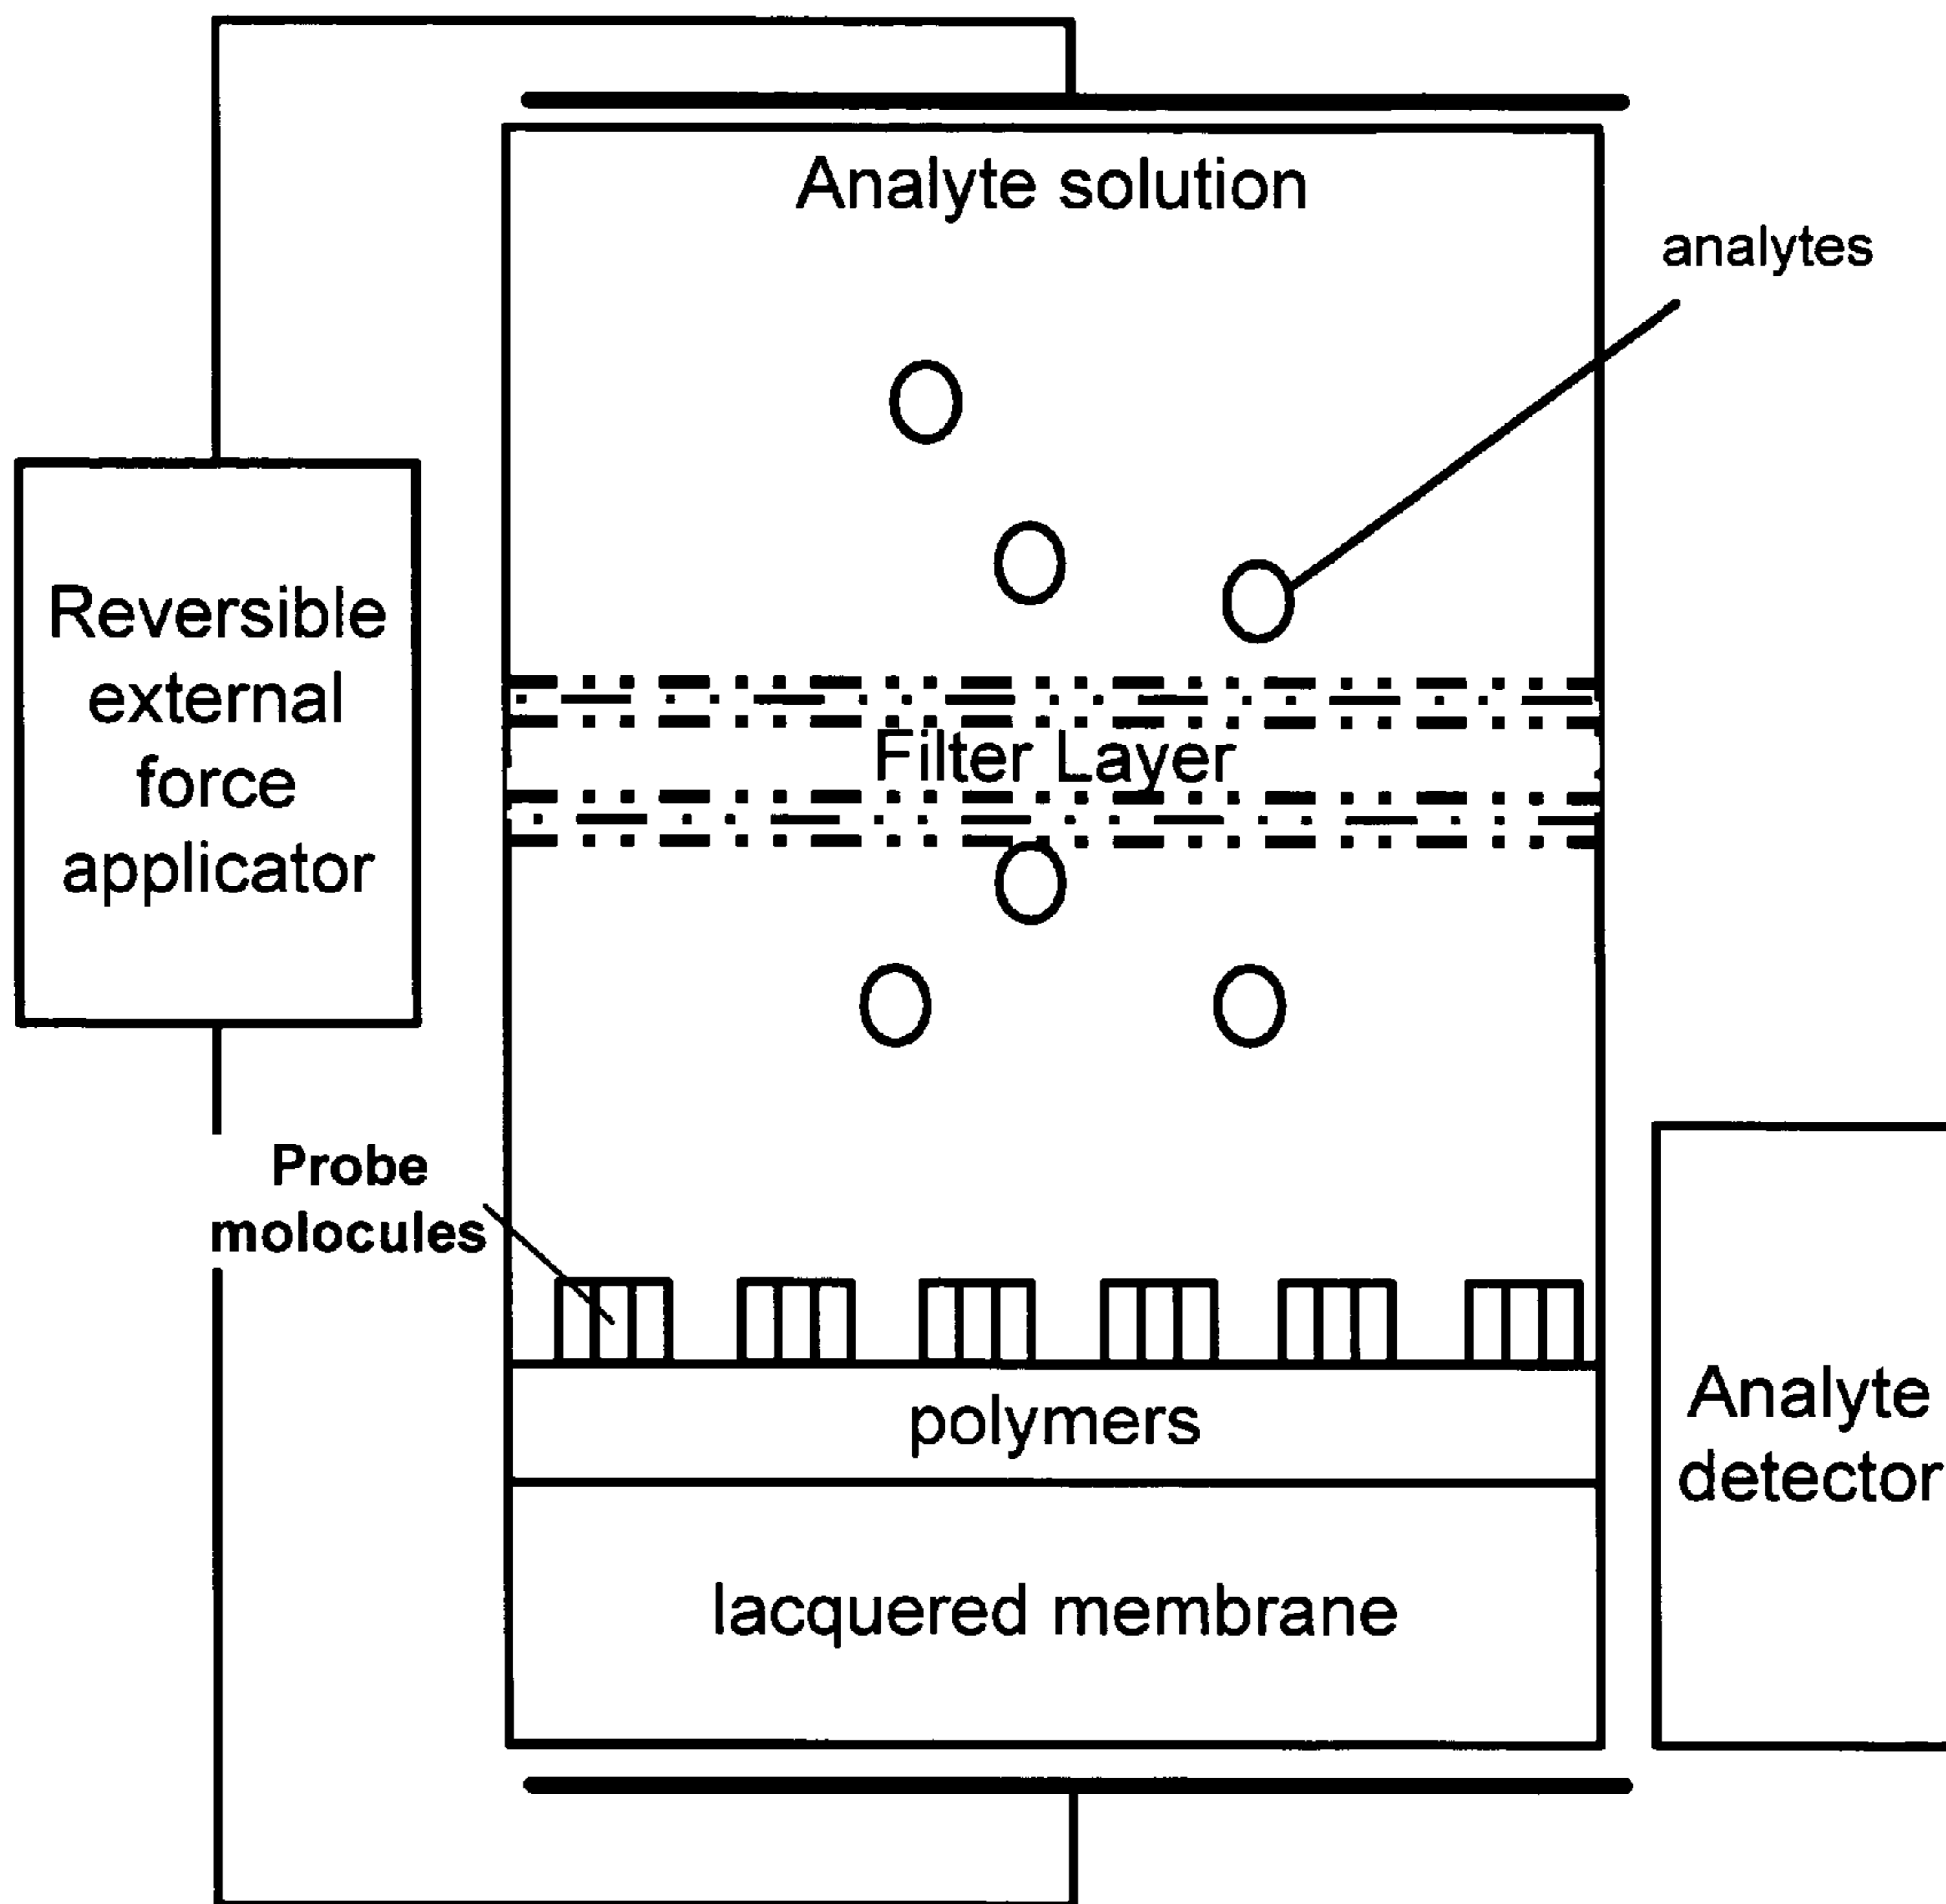 Analyte solution
analytes
Reversible
external
force
applicator
Filter Layer
Probe
molocules
polymers
Analyte
detector
lacquered membrane